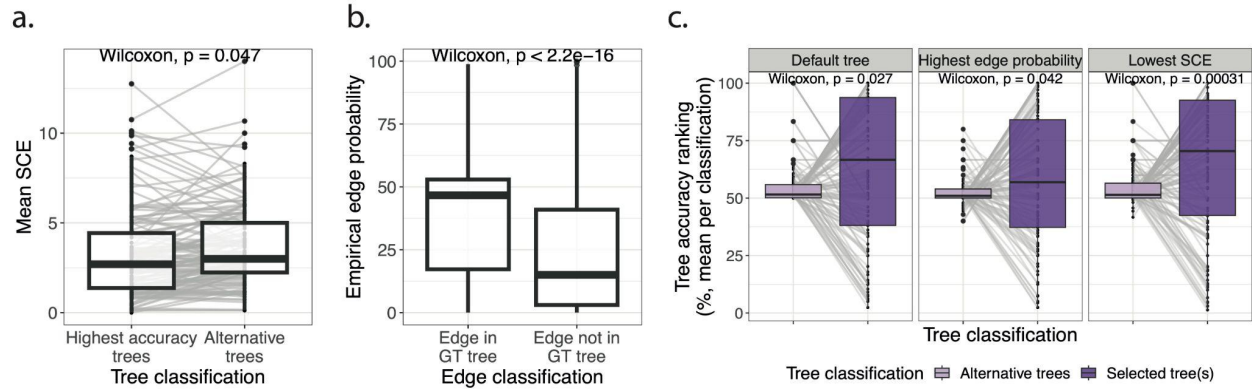 a.
Wilcoxon, p = 0.047
Mean SCE
10
5
0
Highest accuracy trees
Alternative trees
Tree classification
b.
Wilcoxon, p < 2.2e−16
Empirical edge probability
100
75
50
25
0
Edge in GT tree
Edge not in GT tree
Edge classification
c.
Default tree
Highest edge probability
Lowest SCE
Wilcoxon, p = 0.027
Wilcoxon, p = 0.042
Wilcoxon, p = 0.00031
Tree accuracy ranking
(%, mean per classification)
100
75
50
25
0
Tree classification
Tree classification
Alternative trees
Selected tree(s)